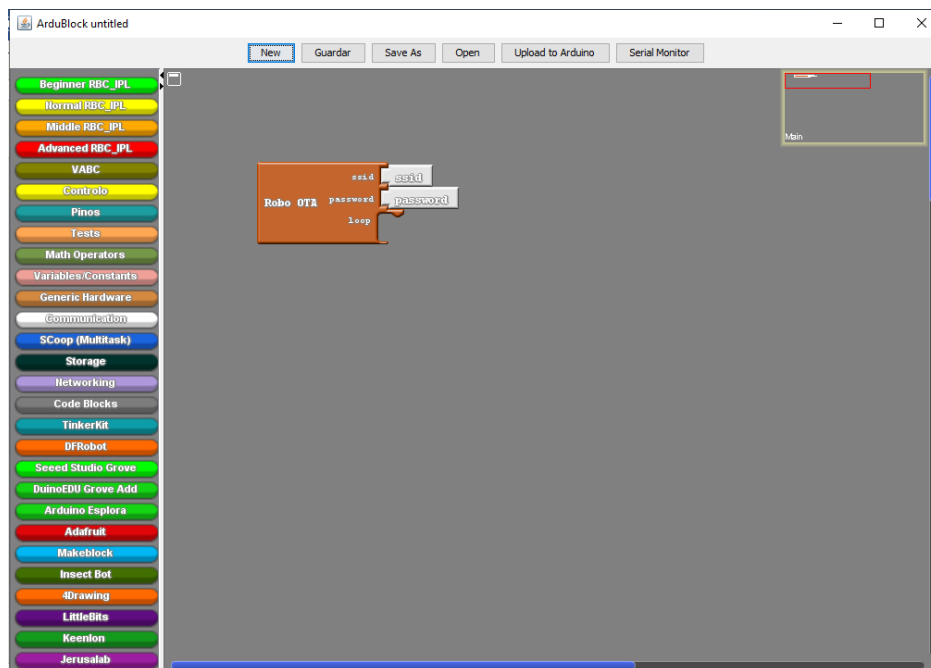 ArduBlock untitled
New Guardar Save As Open Upload to Arduino Serial Monitor
Beginner RBC_IPL
Normal RBC_IPL
Middle RBC_IPL
Advanced RBC_IPL
VABC
Controlo
Pinos
Tests
Math Operators
Variables/Constants
Generic Hardware
Communication
SCoop (Multitask)
Storage
Networking
Code Blocks
TinkerKit
DFRobot
Seeed Studio Grove
DuinoEDU Grove Add
Arduino Esplora
Adafruit
Makeblock
Insect Bot
4Drawing
LittleBits
Keenlon
Jerusalab
ssid ssid
Robo OTA password password
loop
Main